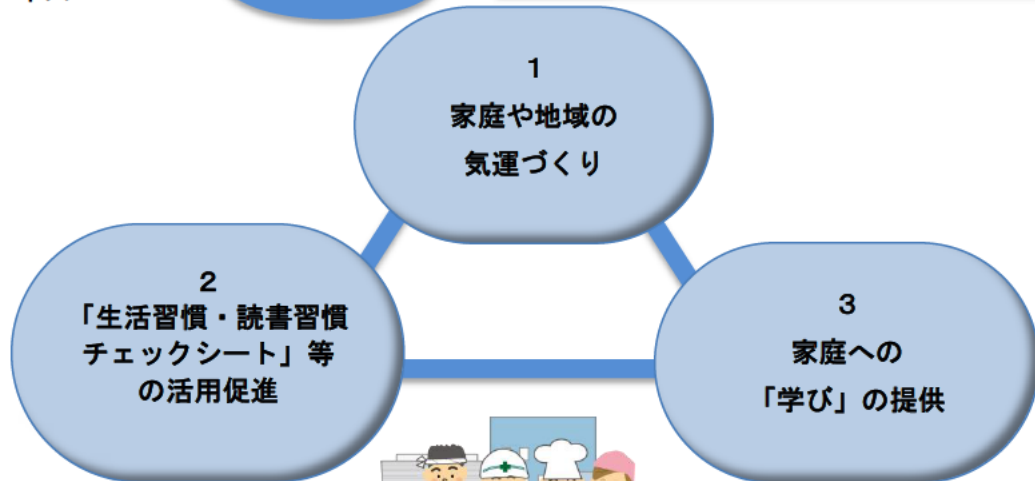 1
家庭や地域の
気運づくり
2
「生活習慣・読書習慣
チェックシート」等
の活用促進
3
家庭への
「学び」の提供